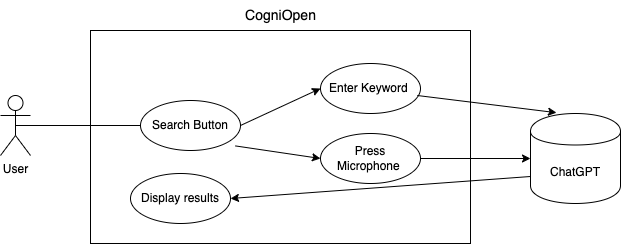 CogniOpen
Enter Keyword
Search Button
Press
Microphone
User
ChatGPT
Display results